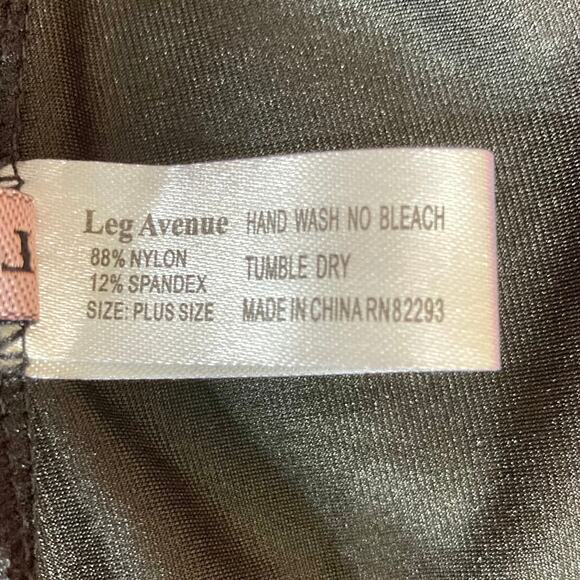 Leg Avenue
88% NYLON
12% SPANDEX
SIZE: PLUS SIZE
HAND WASH NO BLEACH
TUMBLE DRY
MADE IN CHINA RN82293